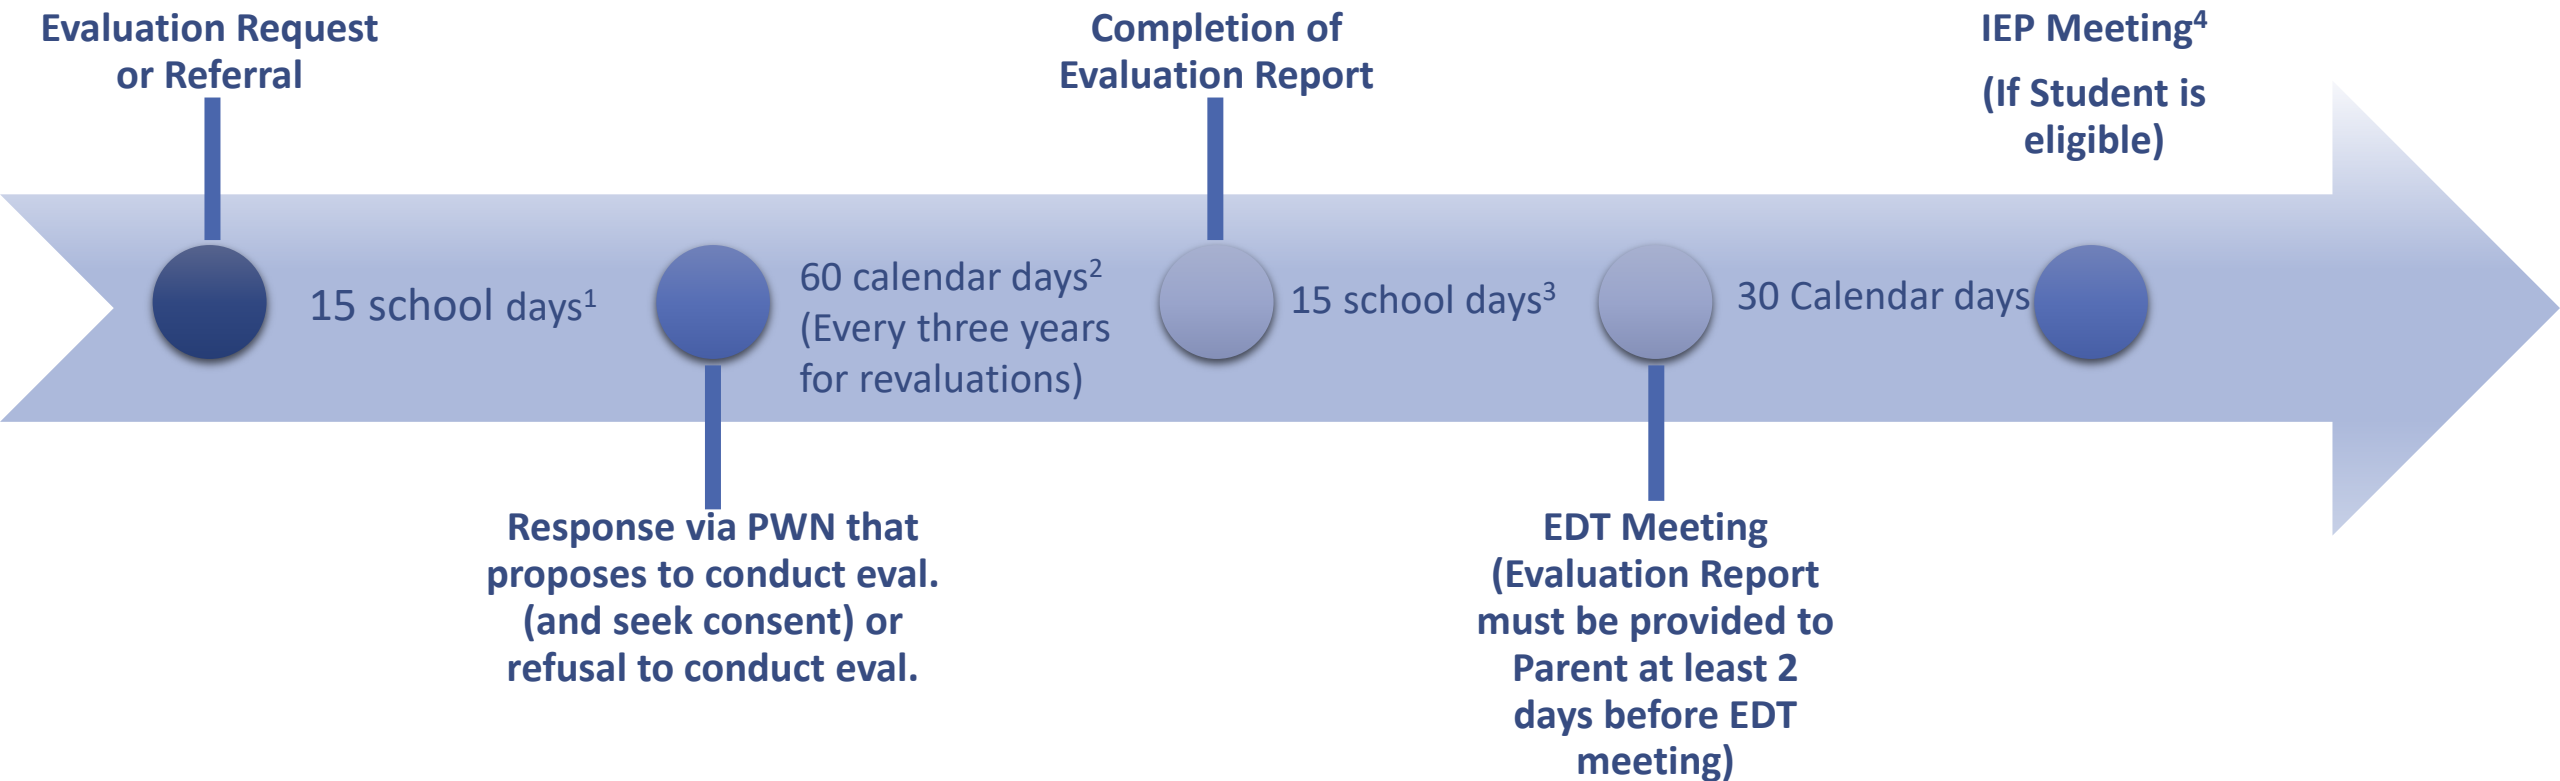 Evaluation Request
or Referral
Completion of
Evaluation Report
IEP Meeting⁴
(If Student is
eligible)
15 school days¹
60 calendar days²
(Every three years
for revaluations)
15 school days³
30 Calendar days
Response via PWN that
proposes to conduct eval.
(and seek consent) or
refusal to conduct eval.
EDT Meeting
(Evaluation Report
must be provided to
Parent at least 2
days before EDT
meeting)